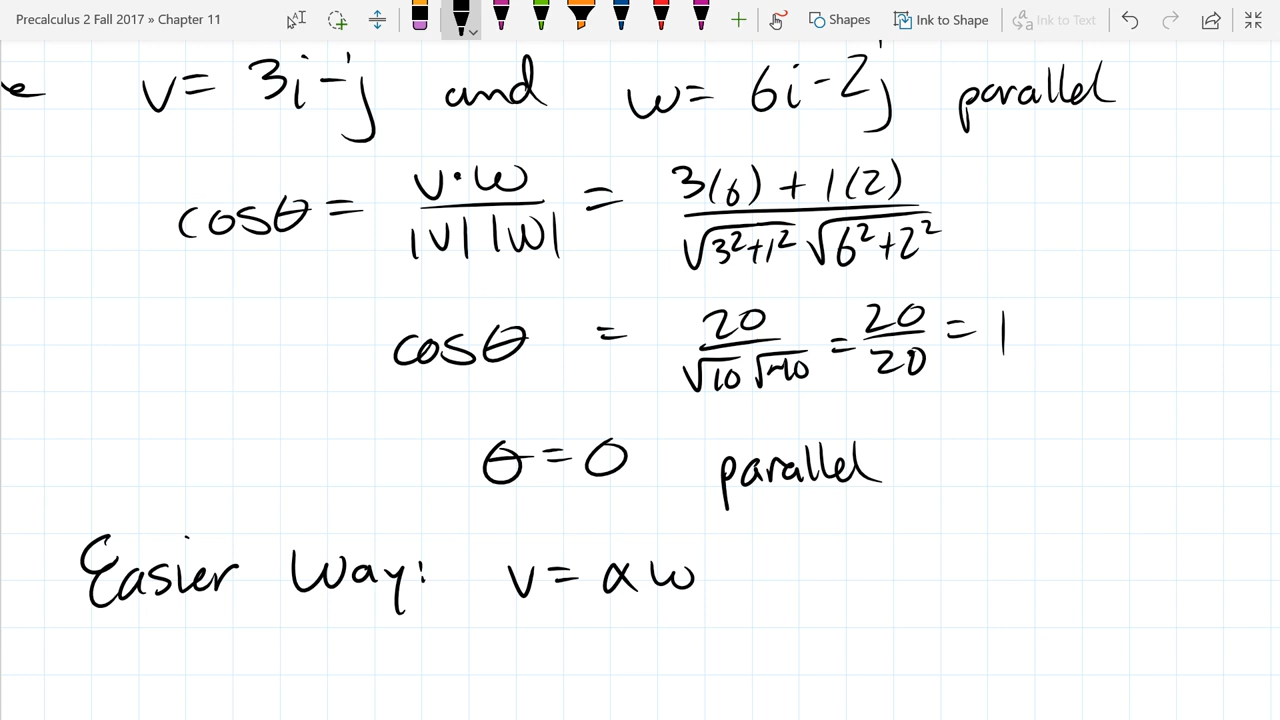 Precalculus 2 Fall 2017 » Chapter 11
Shapes
Ink to Shape
Ink to Text
v = 3i - j and w = 6i - 2j parallel
cosθ = v·w / |v| |w| = 3(6) + 1(2) / √3²+1² √6²+2²
cosθ = 20 / √10 √40 = 20/20 = 1
θ = 0 parallel
Easier Way: v = αw